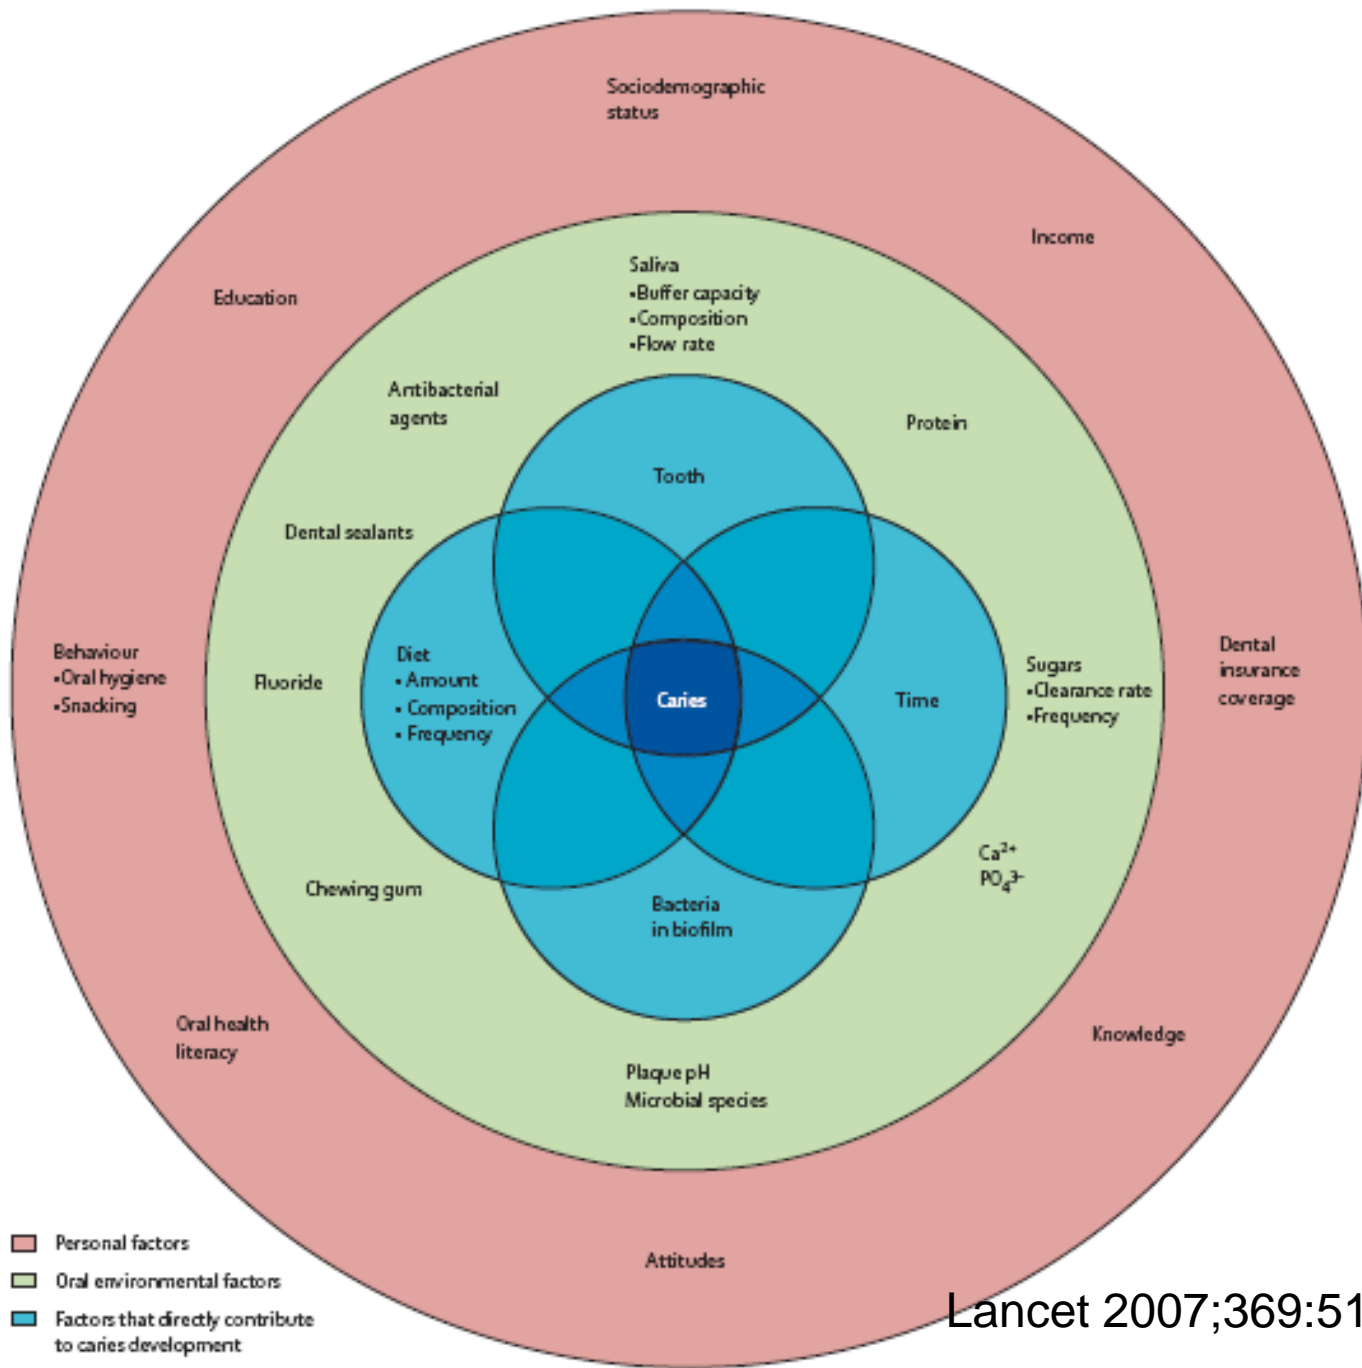 Sociodemographic
status
Income
Education
Saliva
•Buffer capacity
•Composition
•Flow rate
Antibacterial
agents
Protein
Tooth
Dental sealants
Behaviour
•Oral hygiene
•Snacking
Fluoride
Diet
• Amount
• Composition
• Frequency
Caries
Time
Sugars
•Clearance rate
•Frequency
Dental
insurance
coverage
Chewing gum
Ca²⁺
PO₄³⁻
Bacteria
in biofilm
Oral health
literacy
Knowledge
Plaque pH
Microbial species
Attitudes
Personal factors
Oral environmental factors
Factors that directly contribute
to caries development
Lancet 2007;369:51